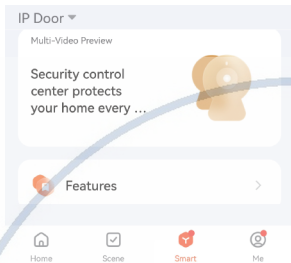 IP Door
Multi-Video Preview
Security control
center protects
your home every ...
Features
Home Scene Smart Me